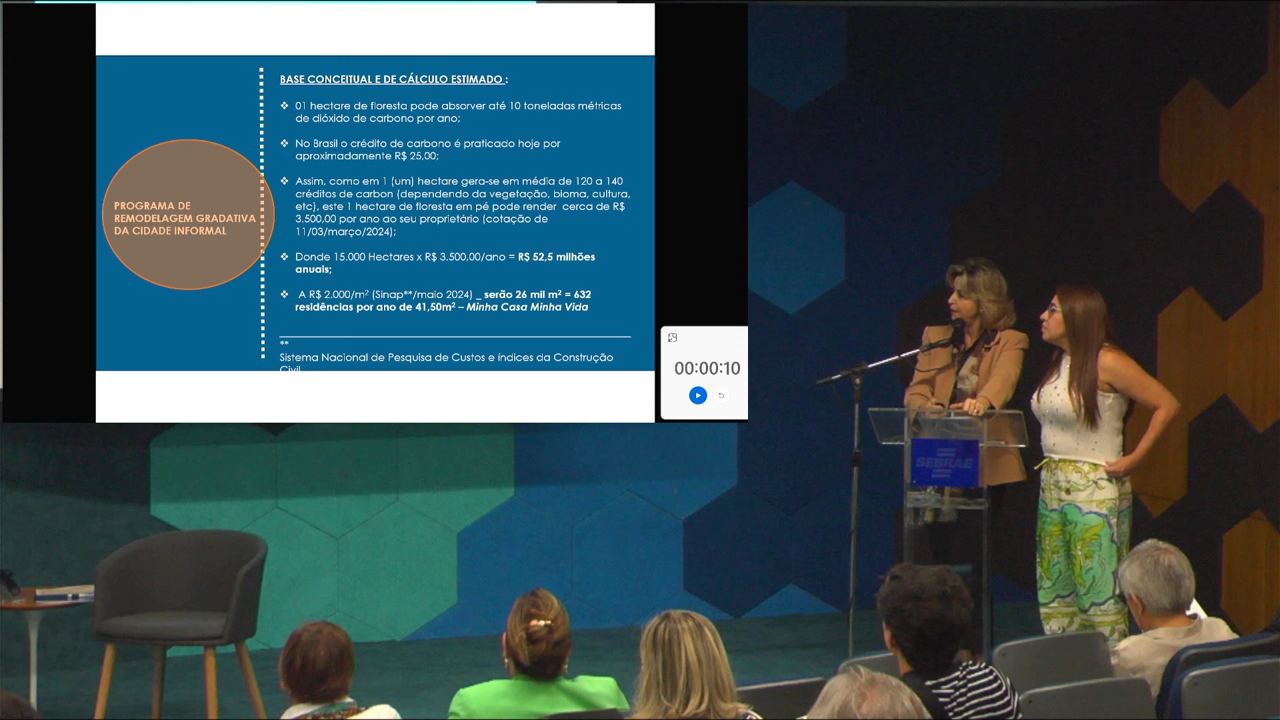 BASE CONCEITUAL E DE CÁLCULO ESTIMADO :
❖ 01 hectare de floresta pode absorver até 10 toneladas métricas
de dióxido de carbono por ano;
❖ No Brasil o crédito de carbono é praticado hoje por
aproximadamente R$ 25,00;
❖ Assim, como em 1 (um) hectare gera-se em média de 120 a 140
créditos de carbon (dependendo da vegetação, bioma, cultura,
etc), este 1 hectare de floresta em pé pode render cerca de R$
3.500,00 por ano ao seu proprietário (cotação de
11/03/março/2024);
❖ Donde 15.000 Hectares x R$ 3.500,00/ano = R$ 52,5 milhões
anuais;
❖ A R$ 2.000/m² (Sinap**/maio 2024) _ serão 26 mil m² = 632
residências por ano de 41,50m² – Minha Casa Minha Vida
**
Sistema Nacional de Pesquisa de Custos e índices da Construção
Civil
PROGRAMA DE
REMODELAGEM GRADATIVA
DA CIDADE INFORMAL
00:00:10
SEBRAE